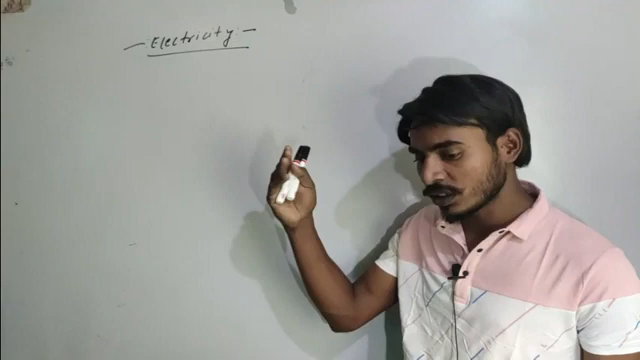 — Electricity —